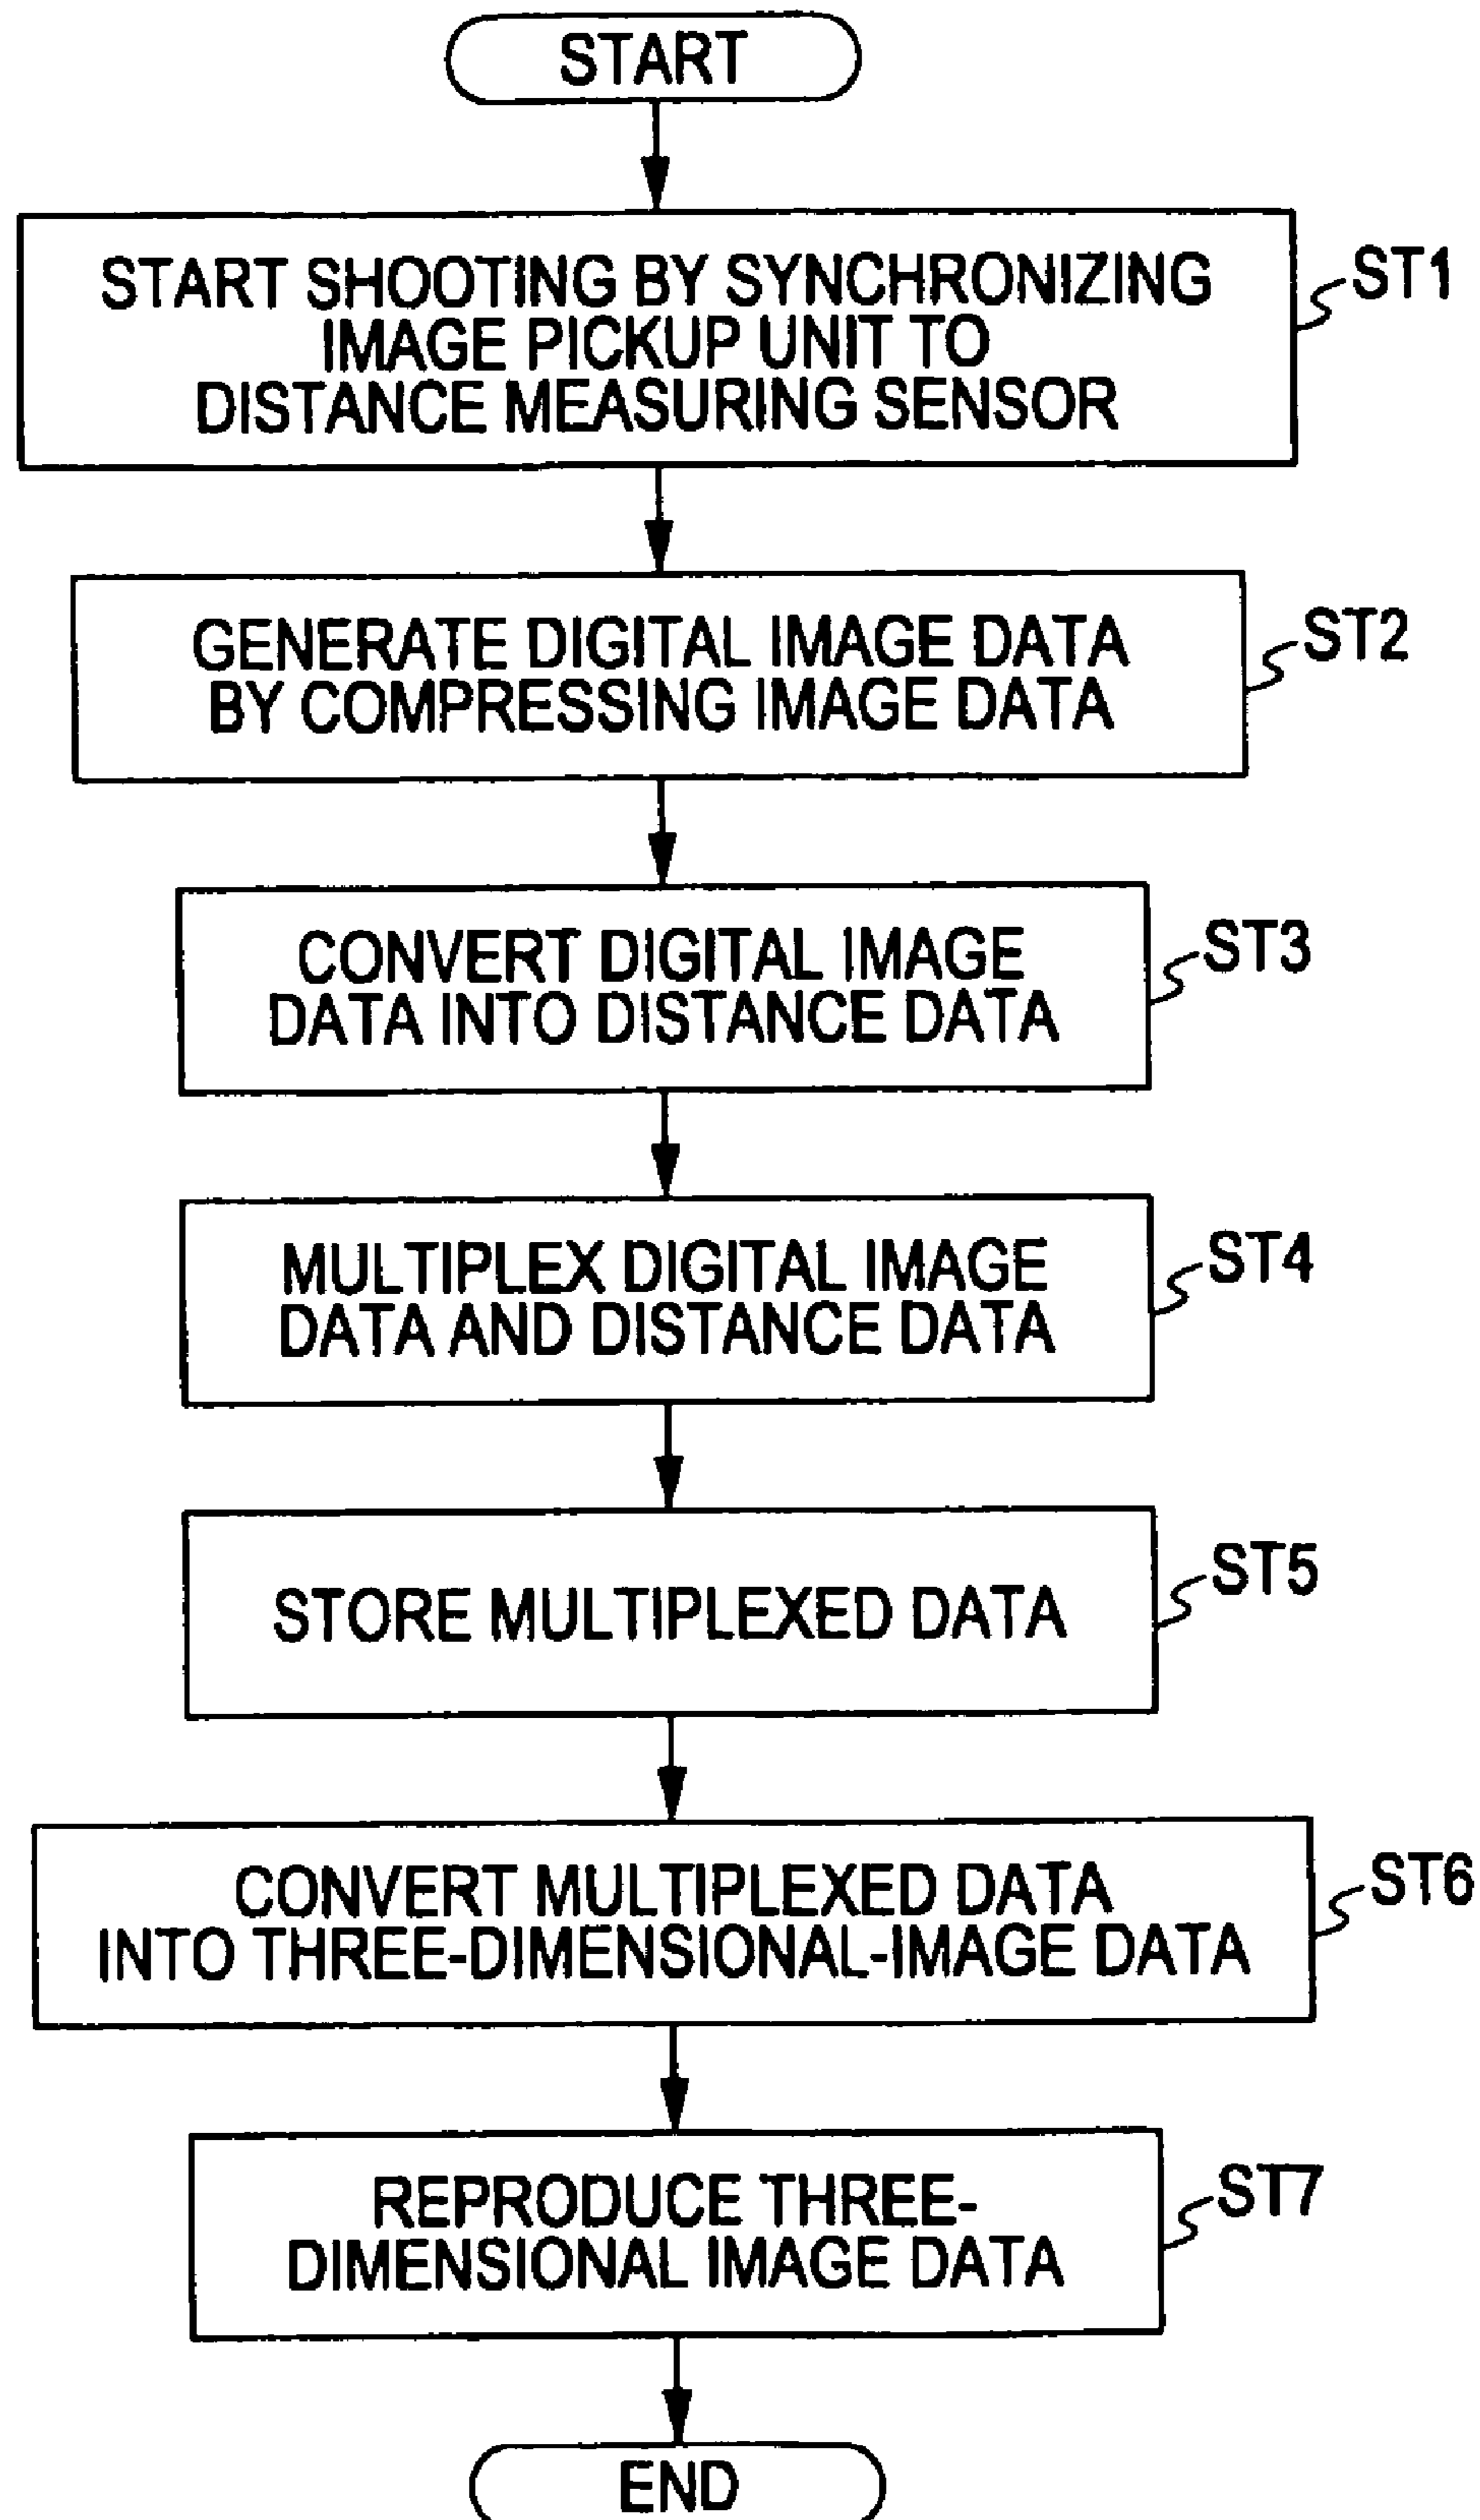 START
START SHOOTING BY SYNCHRONIZING
IMAGE PICKUP UNIT TO
DISTANCE MEASURING SENSOR
ST1
GENERATE DIGITAL IMAGE DATA
BY COMPRESSING IMAGE DATA
ST2
CONVERT DIGITAL IMAGE
DATA INTO DISTANCE DATA
ST3
MULTIPLEX DIGITAL IMAGE
DATA AND DISTANCE DATA
ST4
STORE MULTIPLEXED DATA
ST5
CONVERT MULTIPLEXED DATA
INTO THREE-DIMENSIONAL-IMAGE DATA
ST6
REPRODUCE THREE-
DIMENSIONAL IMAGE DATA
ST7
END